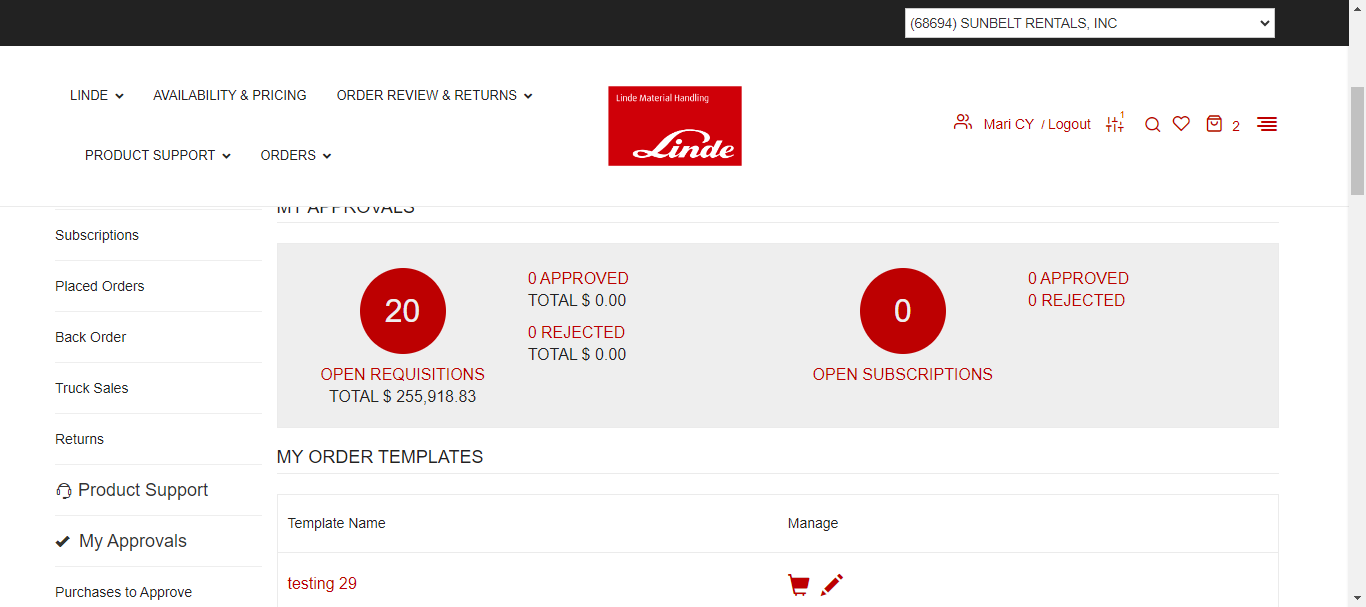 (68694) SUNBELT RENTALS, INC
LINDE
AVAILABILITY & PRICING
ORDER REVIEW & RETURNS
PRODUCT SUPPORT
ORDERS
Linde Material Handling
Linde
Mari CY / Logout
1
2
MY APPROVALS
Subscriptions
Placed Orders
Back Order
Truck Sales
Returns
Product Support
My Approvals
Purchases to Approve
20
OPEN REQUISITIONS
TOTAL $ 255,918.83
0 APPROVED
TOTAL $ 0.00
0 REJECTED
TOTAL $ 0.00
0
OPEN SUBSCRIPTIONS
0 APPROVED
0 REJECTED
MY ORDER TEMPLATES
Template Name
Manage
testing 29